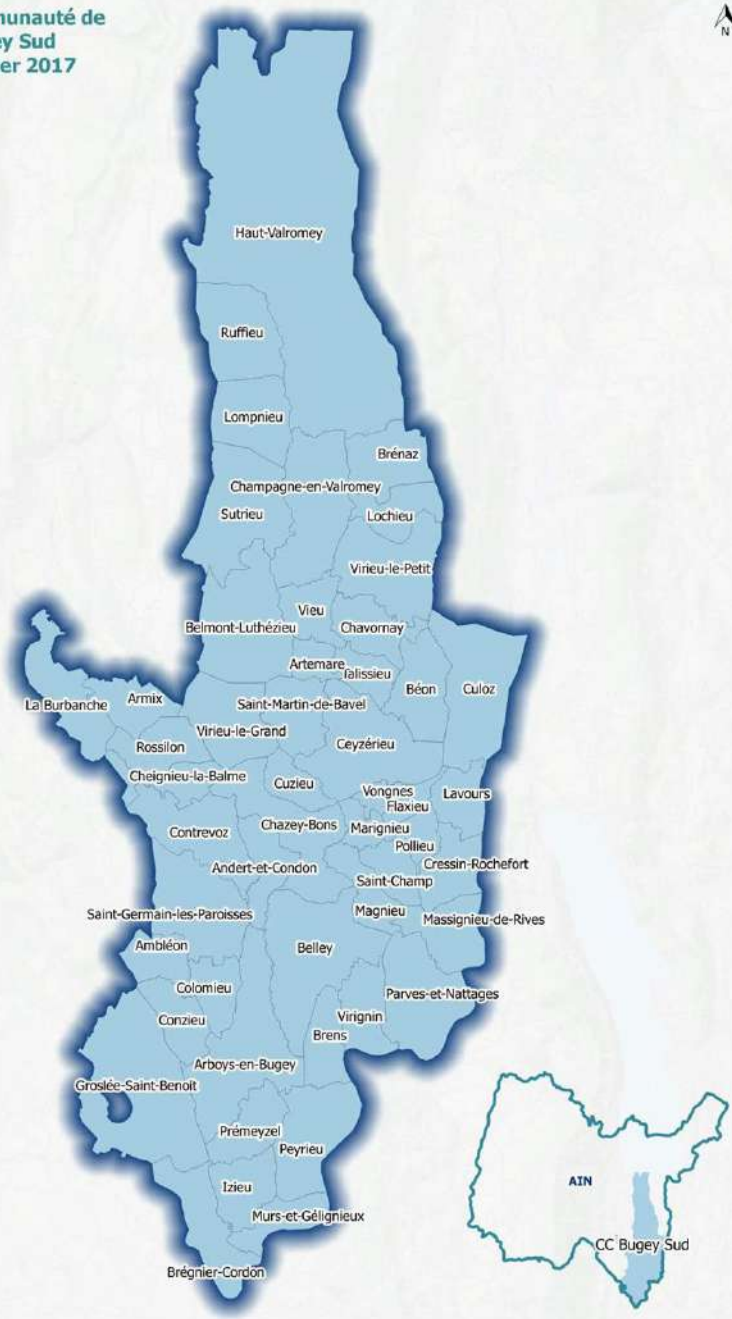 munauté de
ey Sud
er 2017
N
Haut-Valromey
Ruffieu
Lompnieu
Brénaz
Champagne-en-Valromey
Sutrieu
Lochieu
Virieu-le-Petit
Vieu
Belmont-Luthézieu
Chavornay
Artemare
Talissieu
Béon
Culoz
La Burbanche
Armix
Saint-Martin-de-Bavel
Virieu-le-Grand
Rossilon
Ceyzérieu
Cheignieu-la-Balme
Cuzieu
Vongnes
Lavours
Flaxieu
Contrevoz
Chazey-Bons
Marignieu
Pollieu
Andert-et-Condon
Cressin-Rochefort
Saint-Champ
Saint-Germain-les-Paroisses
Magnieu
Massignieu-de-Rives
Ambléon
Belley
Colomieu
Parves-et-Nattages
Conzieu
Virignin
Brens
Arboys-en-Bugey
Groslée-Saint-Benoit
Prémeyzel
Peyrieu
Izieu
Murs-et-Gélignieux
Brégnier-Cordon
AIN
CC Bugey Sud